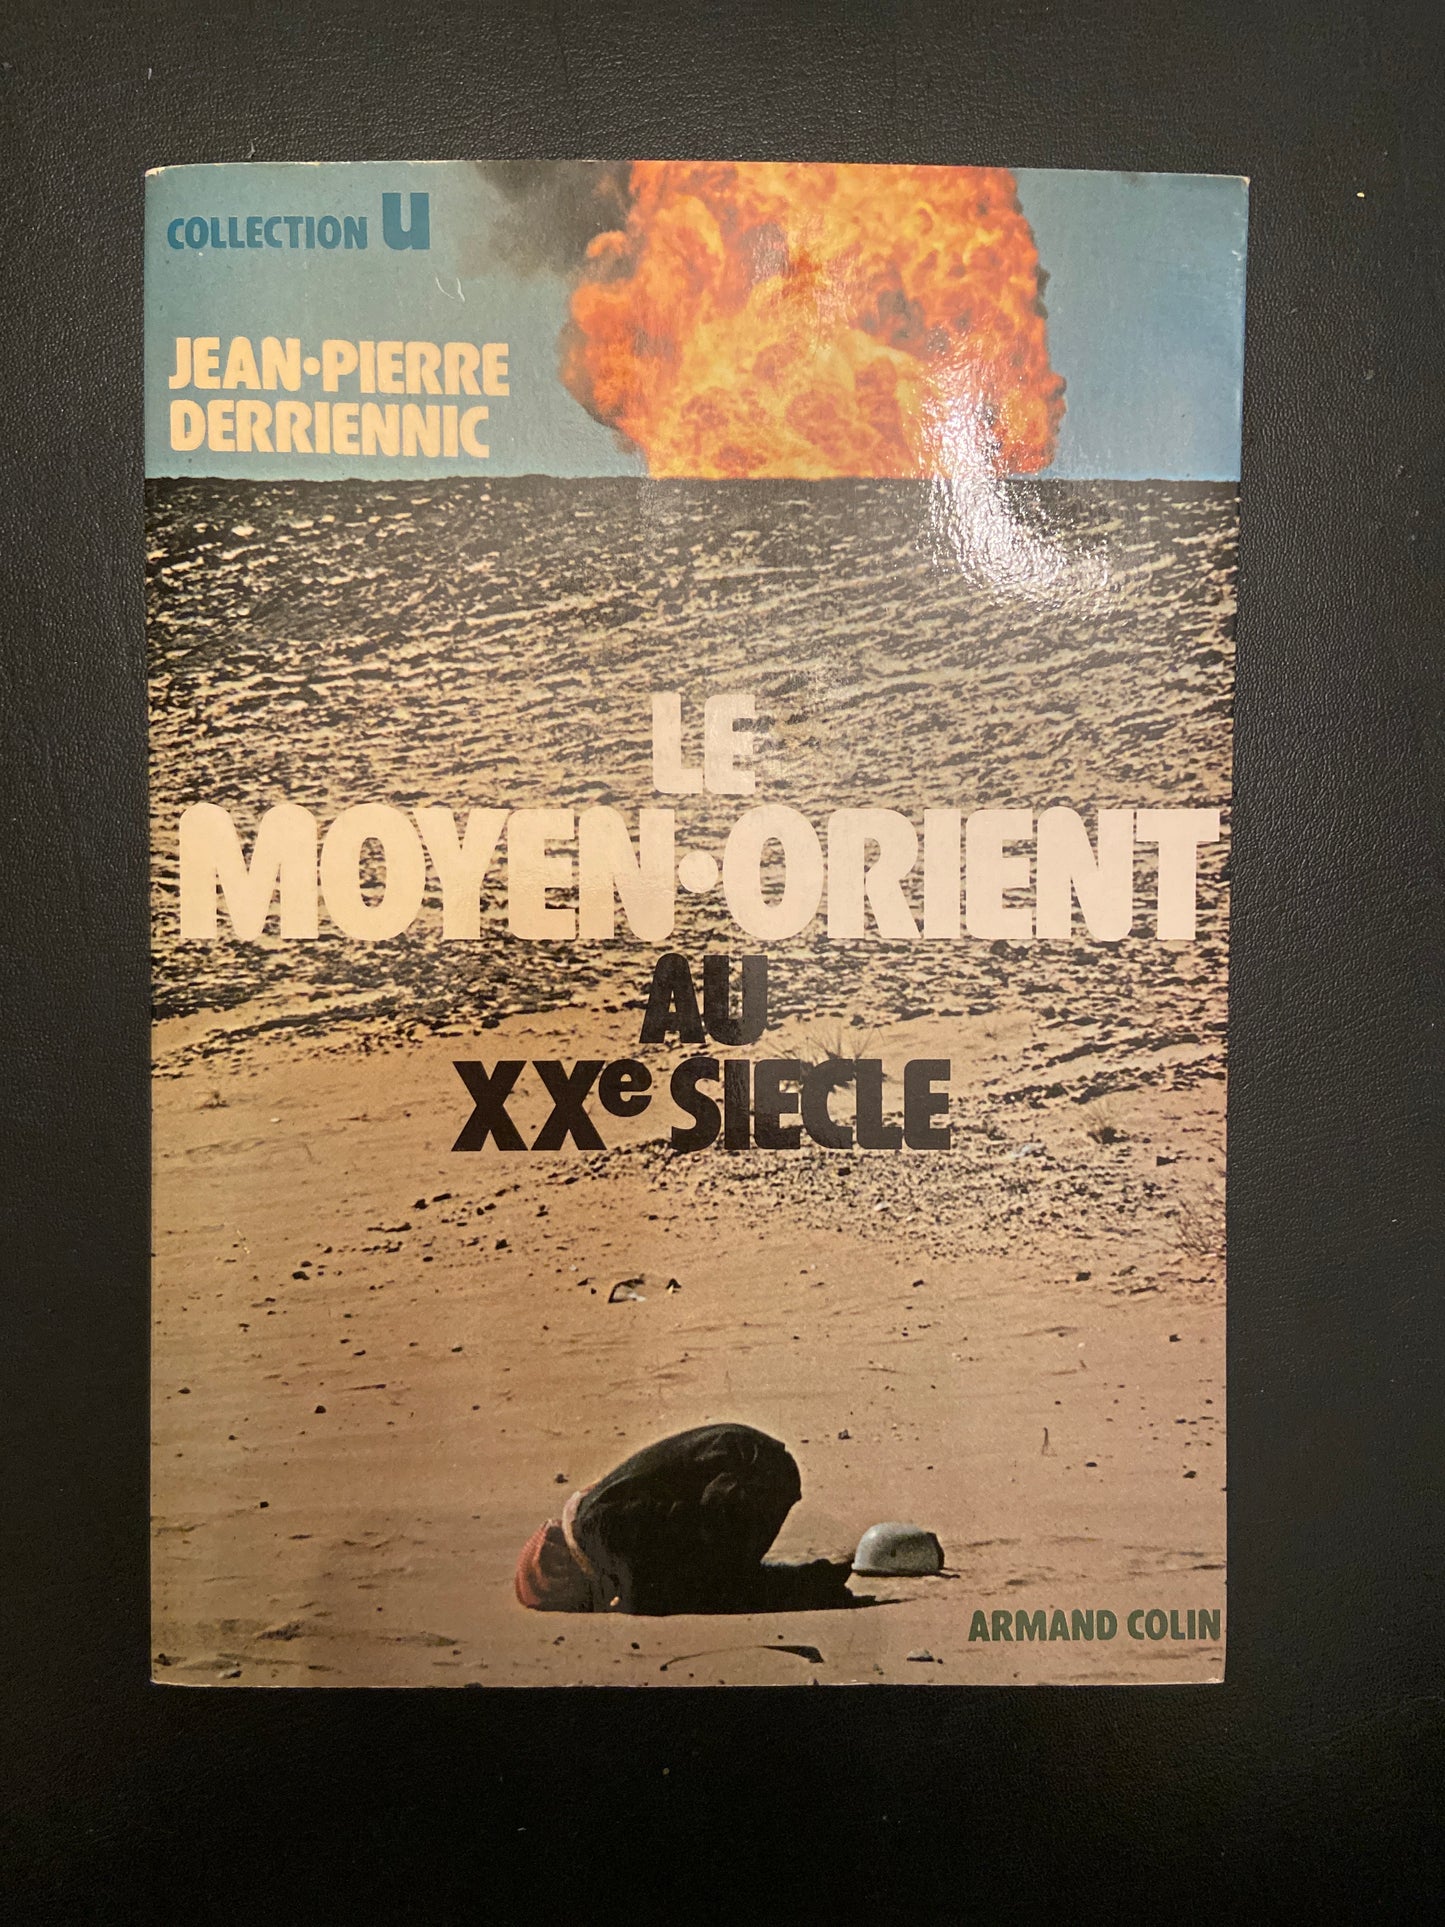 COLLECTION U
JEAN•PIERRE
DERRIENNIC
LE
MOYEN•ORIENT
AU
XXe SIECLE
ARMAND COLIN